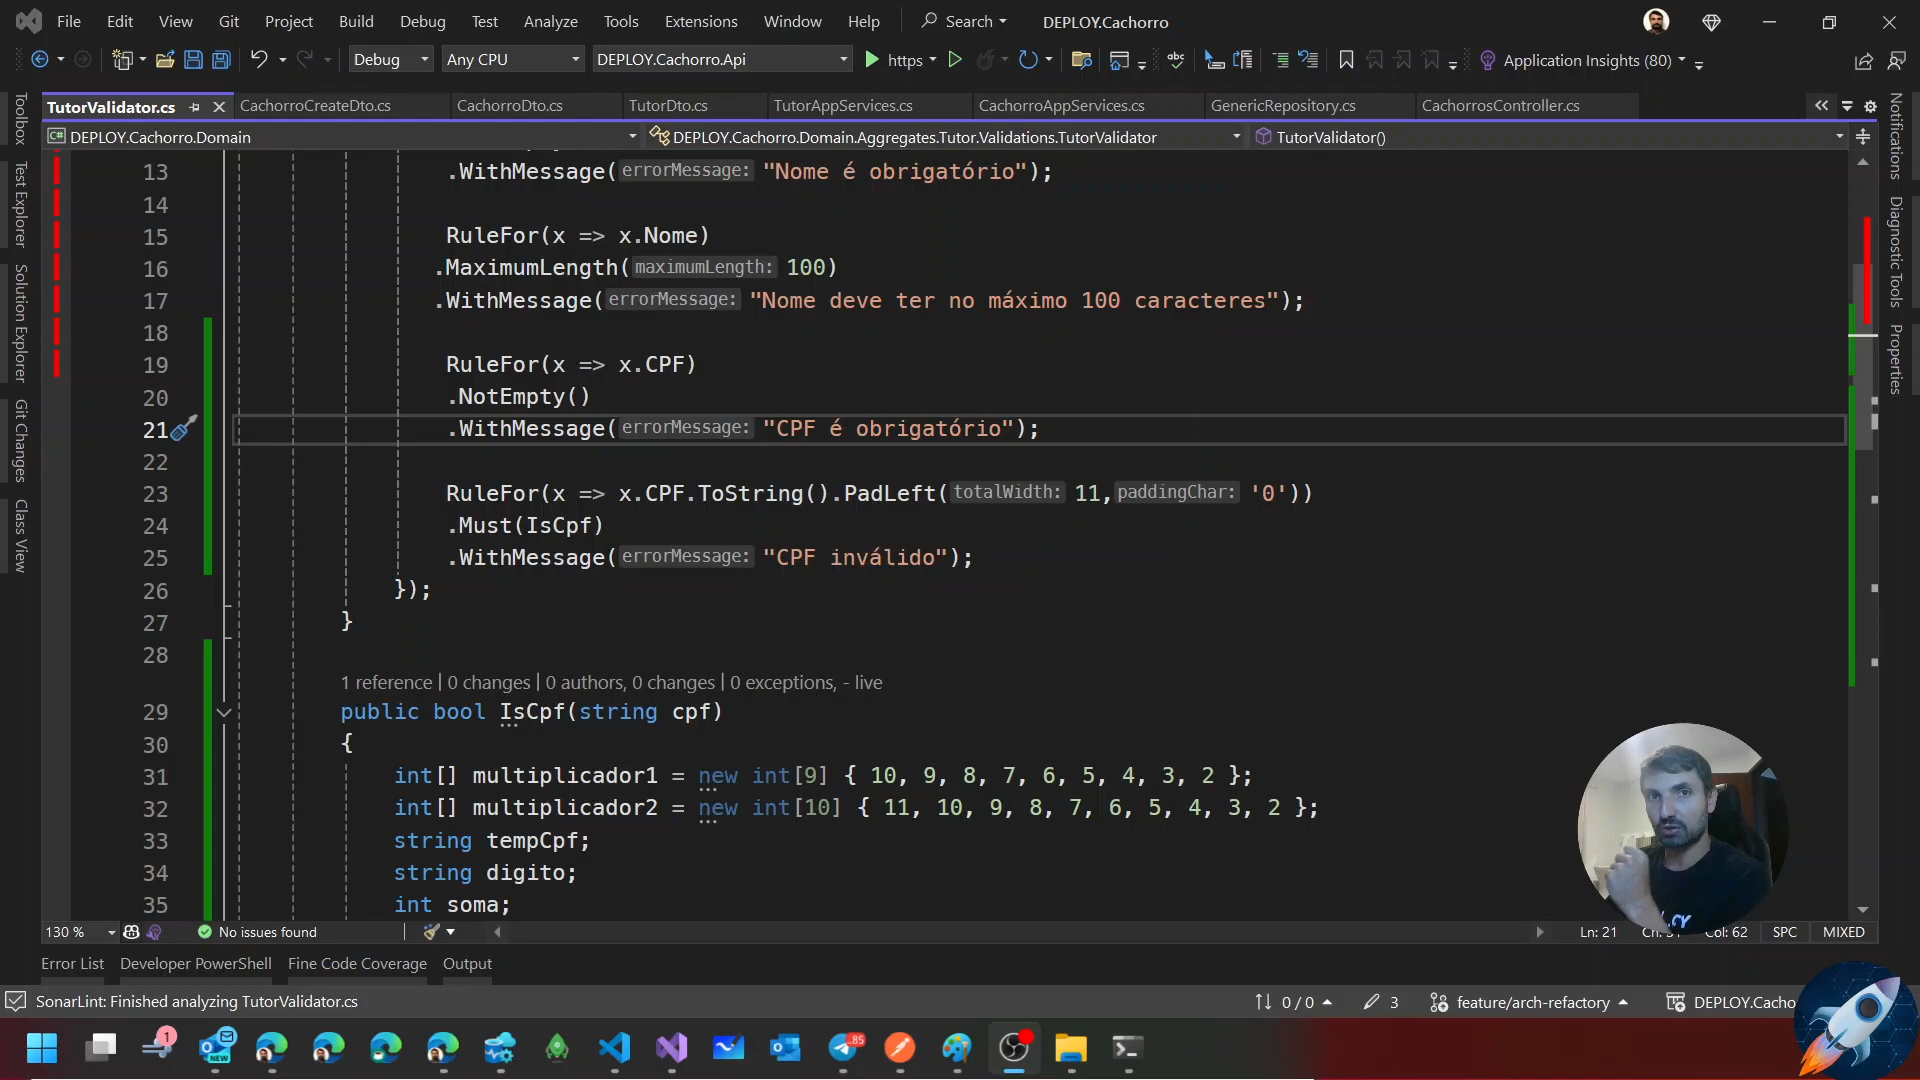 File Edit View Git Project Build Debug Test Analyze Tools Extensions Window Help Search DEPLOY.Cachorro
Debug Any CPU DEPLOY.Cachorro.Api https abc Application Insights (80)
TutorValidator.cs CachorroCreateDto.cs CachorroDto.cs TutorDto.cs TutorAppServices.cs CachorroAppServices.cs GenericRepository.cs CachorrosController.cs
C# DEPLOY.Cachorro.Domain DEPLOY.Cachorro.Domain.Aggregates.Tutor.Validations.TutorValidator TutorValidator()
Toolbox
Test Explorer
Solution Explorer
Git Changes
Class View
13 .WithMessage(errorMessage: "Nome é obrigatório");
14
15 RuleFor(x => x.Nome)
16 .MaximumLength(maximumLength: 100)
17 .WithMessage(errorMessage: "Nome deve ter no máximo 100 caracteres");
18
19 RuleFor(x => x.CPF)
20 .NotEmpty()
21 .WithMessage(errorMessage: "CPF é obrigatório");
22
23 RuleFor(x => x.CPF.ToString().PadLeft(totalWidth: 11,paddingChar: '0'))
24 .Must(IsCpf)
25 .WithMessage(errorMessage: "CPF inválido");
26 });
27 }
28
1 reference | 0 changes | 0 authors, 0 changes | 0 exceptions, - live
29 public bool IsCpf(string cpf)
30 {
31 int[] multiplicador1 = new int[9] { 10, 9, 8, 7, 6, 5, 4, 3, 2 };
32 int[] multiplicador2 = new int[10] { 11, 10, 9, 8, 7, 6, 5, 4, 3, 2 };
33 string tempCpf;
34 string digito;
35 int soma;
Notifications
Diagnostic Tools
Properties
130 % No issues found Ln: 21 Col: 62 SPC MIXED
Error List Developer PowerShell Fine Code Coverage Output
SonarLint: Finished analyzing TutorValidator.cs 0 / 0 3 feature/arch-refactory DEPLOY.Cacho
1 NEW 85